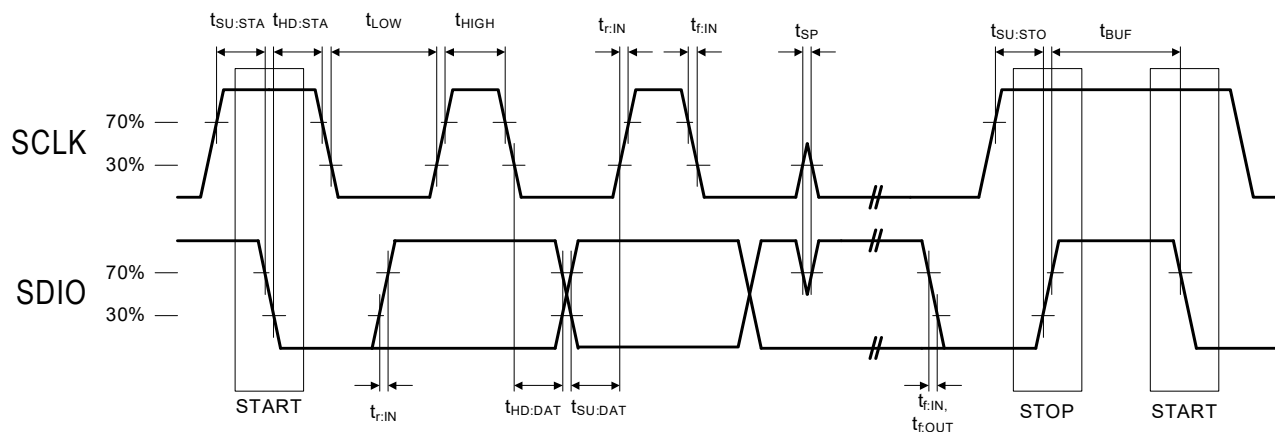 tSU:STA tHD:STA tLOW tHIGH tr:IN tf:IN tSP tSU:STO tBUF
SCLK
70%
30%
SDIO
70%
30%
START
tr:IN
tHD:DAT tSU:DAT
tf:IN,
tf:OUT
STOP
START